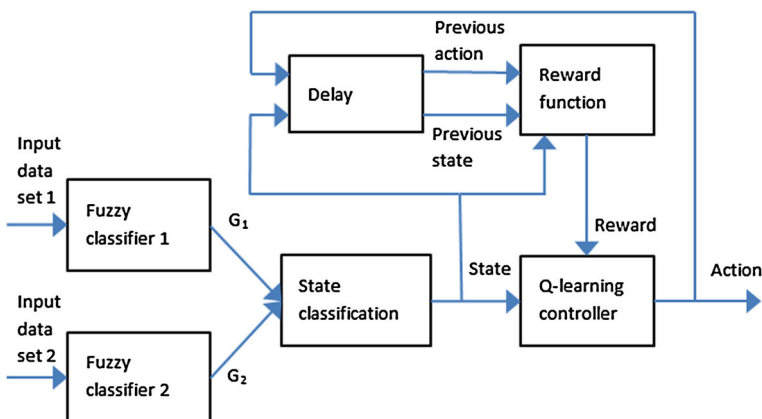 Previous
action
Delay
Reward
function
Previous
state
Input
data
set 1
Fuzzy
classifier 1
G1
Reward
State
classification
State
Q-learning
controller
Action
Input
data
set 2
Fuzzy
classifier 2
G2